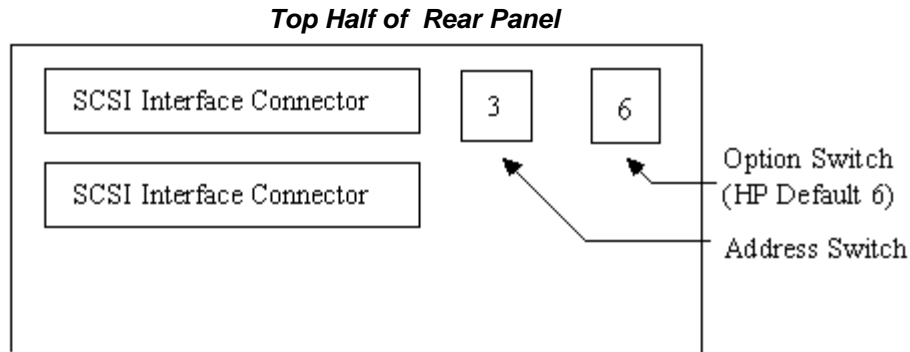 Top Half of Rear Panel
SCSI Interface Connector
3
6
SCSI Interface Connector
Option Switch
(HP Default 6)
Address Switch